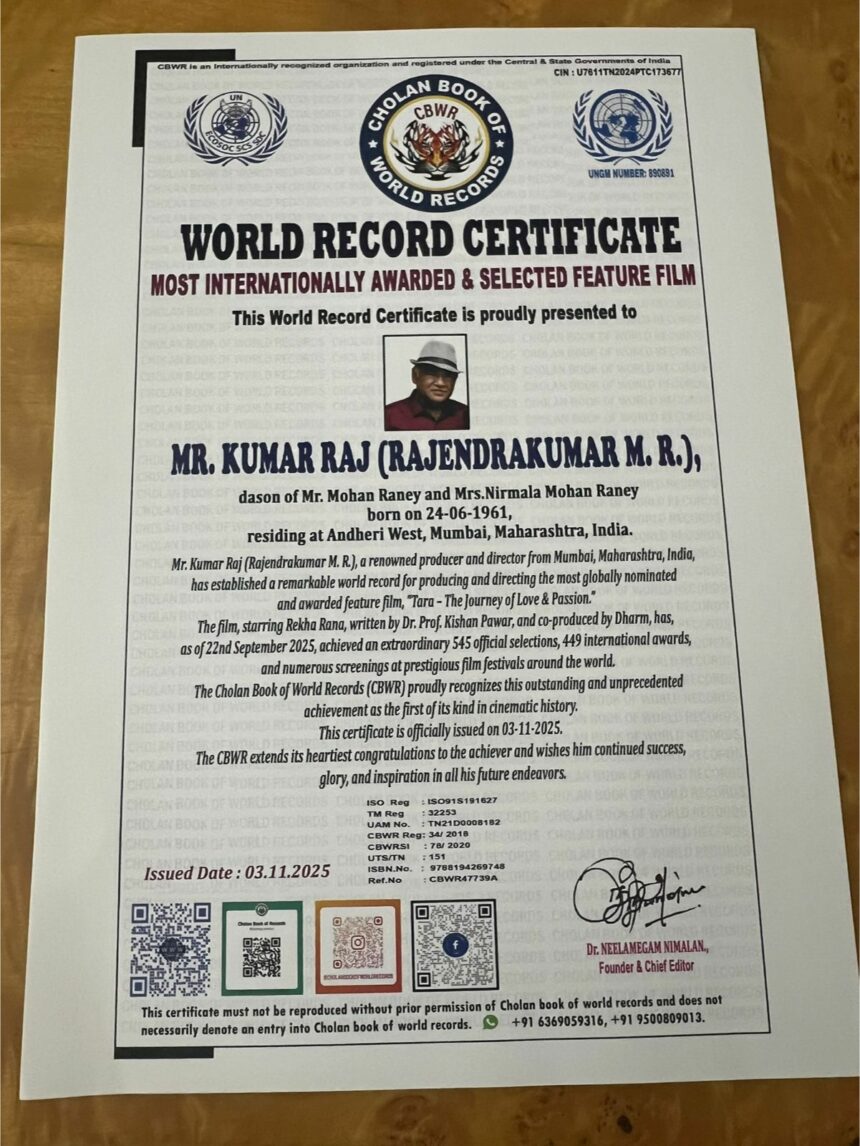 CBWR is an Internationally recognized organization and registered under the Central & State Governments of India
CIN : U7611TN2024PTC173677
UN
ECOSOC SCS SDC
CHOLAN BOOK OF WORLD RECORDS
CBWR
UNGM NUMBER: 890891
WORLD RECORD CERTIFICATE
MOST INTERNATIONALLY AWARDED & SELECTED FEATURE FILM
This World Record Certificate is proudly presented to
MR. KUMAR RAJ (RAJENDRAKUMAR M. R.),
dason of Mr. Mohan Raney and Mrs.Nirmala Mohan Raney
born on 24-06-1961,
residing at Andheri West, Mumbai, Maharashtra, India.
Mr. Kumar Raj (Rajendrakumar M. R.), a renowned producer and director from Mumbai, Maharashtra, India,
has established a remarkable world record for producing and directing the most globally nominated
and awarded feature film, "Tara – The Journey of Love & Passion."
The film, starring Rekha Rana, written by Dr. Prof. Kishan Pawar, and co-produced by Dharm, has,
as of 22nd September 2025, achieved an extraordinary 545 official selections, 449 international awards,
and numerous screenings at prestigious film festivals around the world.
The Cholan Book of World Records (CBWR) proudly recognizes this outstanding and unprecedented
achievement as the first of its kind in cinematic history.
This certificate is officially issued on 03-11-2025.
The CBWR extends its heartiest congratulations to the achiever and wishes him continued success,
glory, and inspiration in all his future endeavors.
ISO Reg : ISO91S191627
TM Reg : 32253
UAM No. : TN21D0008182
CBWR Reg: 34/ 2018
CBWRSI : 78/ 2020
UTS/TN : 151
ISBN.No. : 9788194269748
Ref.No : CBWR47739A
Issued Date : 03.11.2025
Cholan Book of Records
Dr. NEELAMEGAM NIMALAN.,
Founder & Chief Editor
This certificate must not be reproduced without prior permission of Cholan book of world records and does not
necessarily denote an entry into Cholan book of world records. +91 6369059316, +91 9500809013.